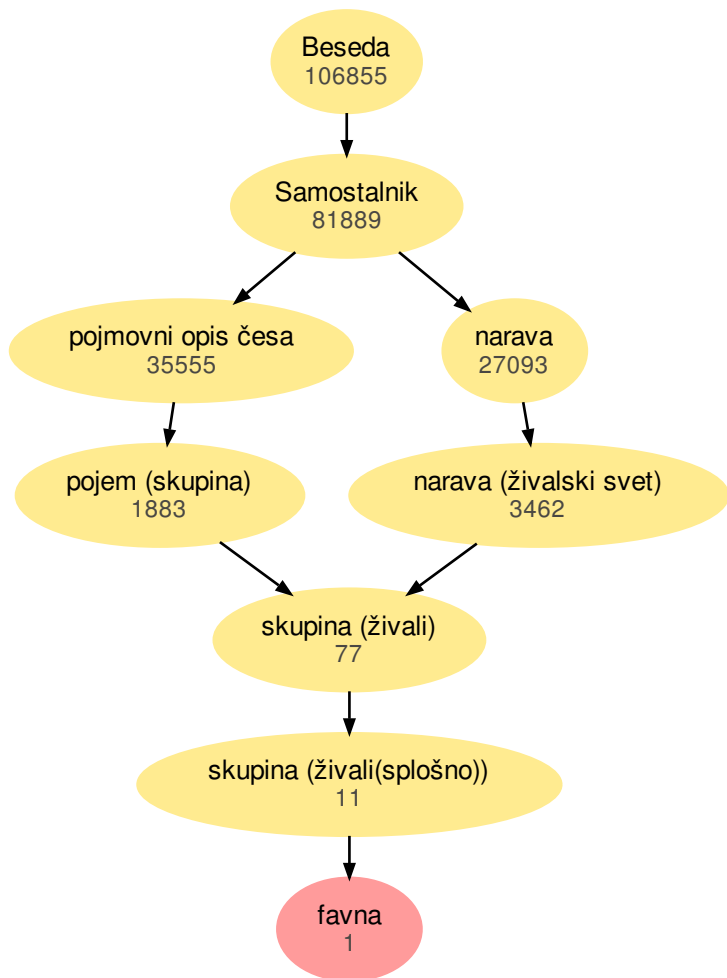 Beseda
106855
Samostalnik
81889
pojmovni opis česa
35555
narava
27093
pojem (skupina)
1883
narava (živalski svet)
3462
skupina (živali)
77
skupina (živali(splošno))
11
favna
1